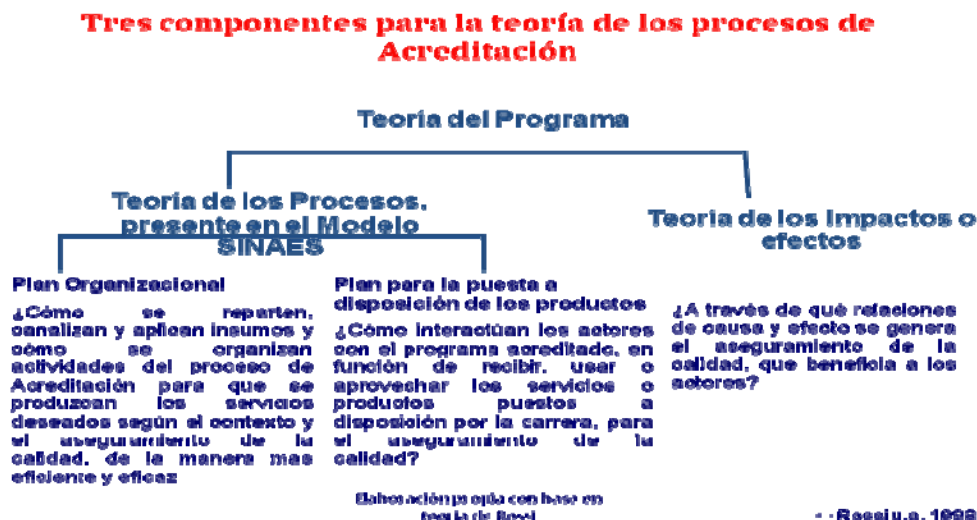 Tres componentes para la teoría de los procesos de
Acreditación
Teoría del Programa
Teoría de los Procesos,
presente en el Modelo
SINAES
Teoría de los Impactos o
efectos
Plan Organizacional
¿Cómo se reparten,
canalizan y aplican insumos y
cómo se organizan
actividades del proceso de
Acreditación para que se
produzcan los servicios
deseados según el contexto y
el aseguramiento de la
calidad, de la manera mas
eficiente y eficaz
Plan para la puesta a
disposición de los productos
¿Cómo interactúan los actores
con el programa acreditado, en
función de recibir, usar o
aprovechar los servicios o
productos puestos a
disposición por la carrera, para
el aseguramiento de la
calidad?
¿A través de qué relaciones
de causa y efecto se genera
el aseguramiento de la
calidad, que beneficia a los
actores?
Elaboración propia con base en
teoría de
1998